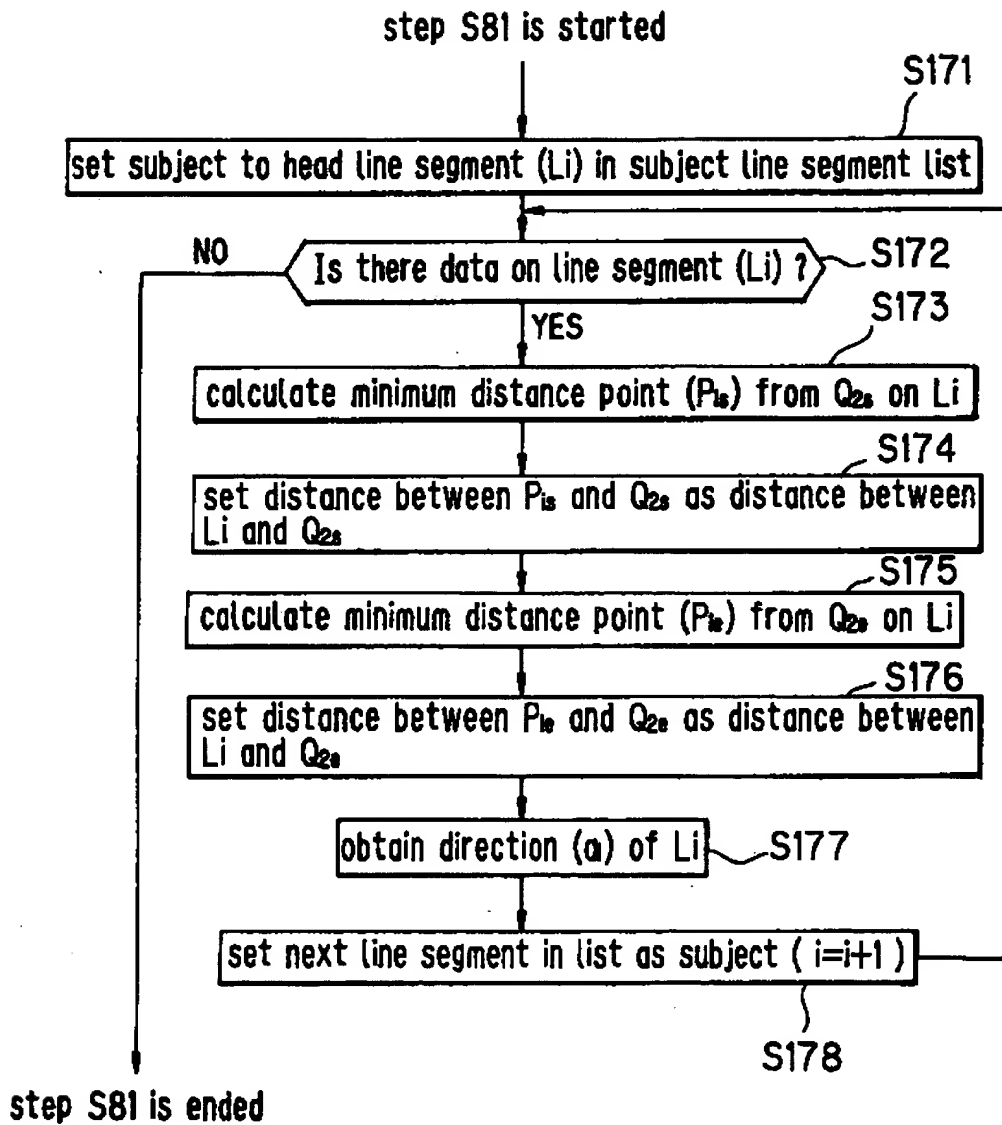 step S81 is started
S171
set subject to head line segment (Li) in subject line segment list
NO
Is there data on line segment (Li) ?
S172
YES
S173
calculate minimum distance point (Pis) from Q2s on Li
S174
set distance between Pis and Q2s as distance between
Li and Q2s
S175
calculate minimum distance point (Pie) from Q2e on Li
S176
set distance between Pie and Q2e as distance between
Li and Q2e
obtain direction (ai) of Li
S177
set next line segment in list as subject ( i=i+1 )
S178
step S81 is ended